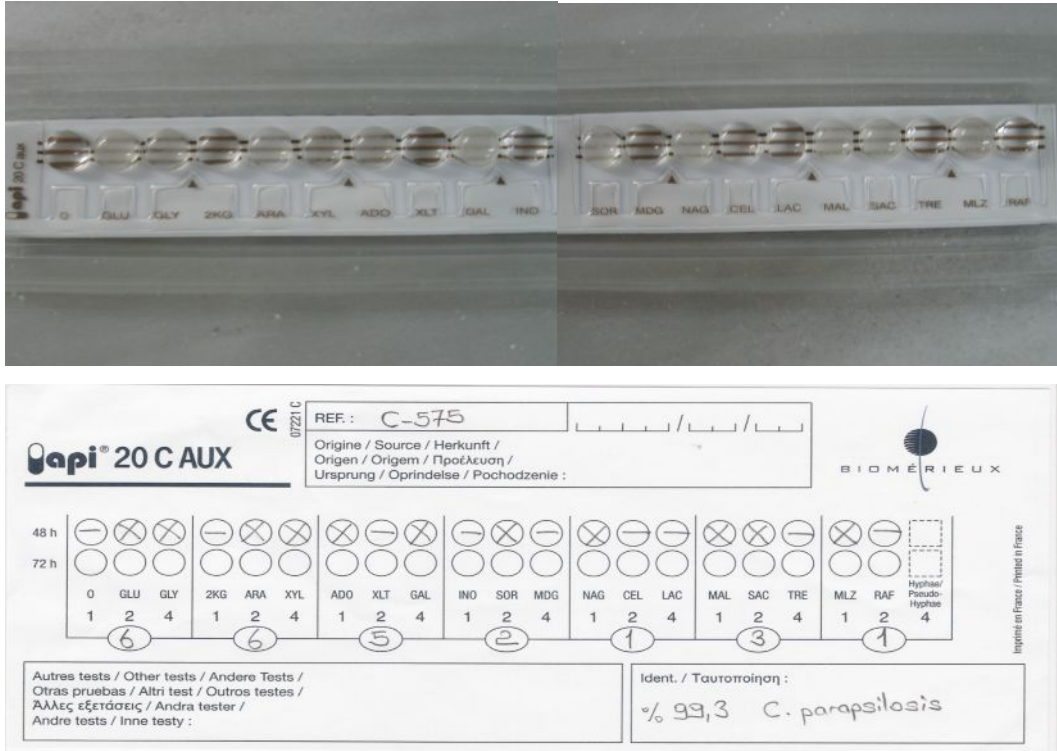 api 20 C aux
0 GLU GLY 2KG ARA XYL ADO XLT GAL INO
SOR MDG NAG CEL LAC MAL SAC TRE MLZ RAF
CE
07221 C
REF. : C-575
api® 20 C AUX
Origine / Source / Herkunft /
Origen / Origem / Προέλευση /
Ursprung / Oprindelse / Pochodzenie :
BIOMÉRIEUX
48 h
72 h
0 GLU GLY 2KG ARA XYL ADO XLT GAL INO SOR MDG NAG CEL LAC MAL SAC TRE MLZ RAF
Hyphae/
Pseudo-
Hyphae
1 2 4 1 2 4 1 2 4 1 2 4 1 2 4 1 2 4 1 2 4
6 6 5 2 1 3 1
Imprimé en France / Printed in France
Autres tests / Other tests / Andere Tests /
Otras pruebas / Altri test / Outros testes /
Άλλες εξετάσεις / Andra tester /
Andre tests / Inne testy :
Ident. / Ταυτοποίηση :
% 99,3 C. parapsilosis